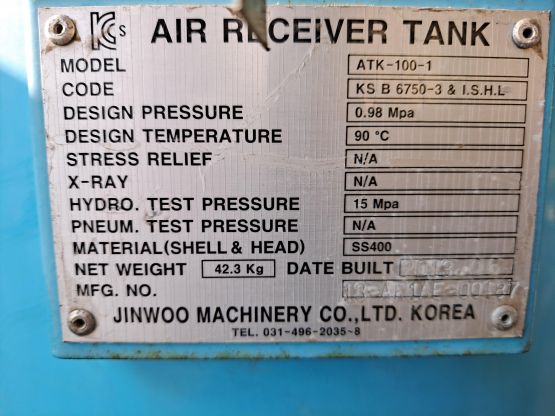 KCs AIR RECEIVER TANK
MODEL ATK-100-1
CODE KS B 6750-3 & I.S.H.L
DESIGN PRESSURE 0.98 Mpa
DESIGN TEMPERATURE 90 °C
STRESS RELIEF N/A
X-RAY N/A
HYDRO. TEST PRESSURE 15 Mpa
PNEUM. TEST PRESSURE N/A
MATERIAL(SHELL & HEAD) SS400
NET WEIGHT 42.3 Kg DATE BUILT
MFG. NO.
JINWOO MACHINERY CO.,LTD. KOREA
TEL. 031-496-2035~8